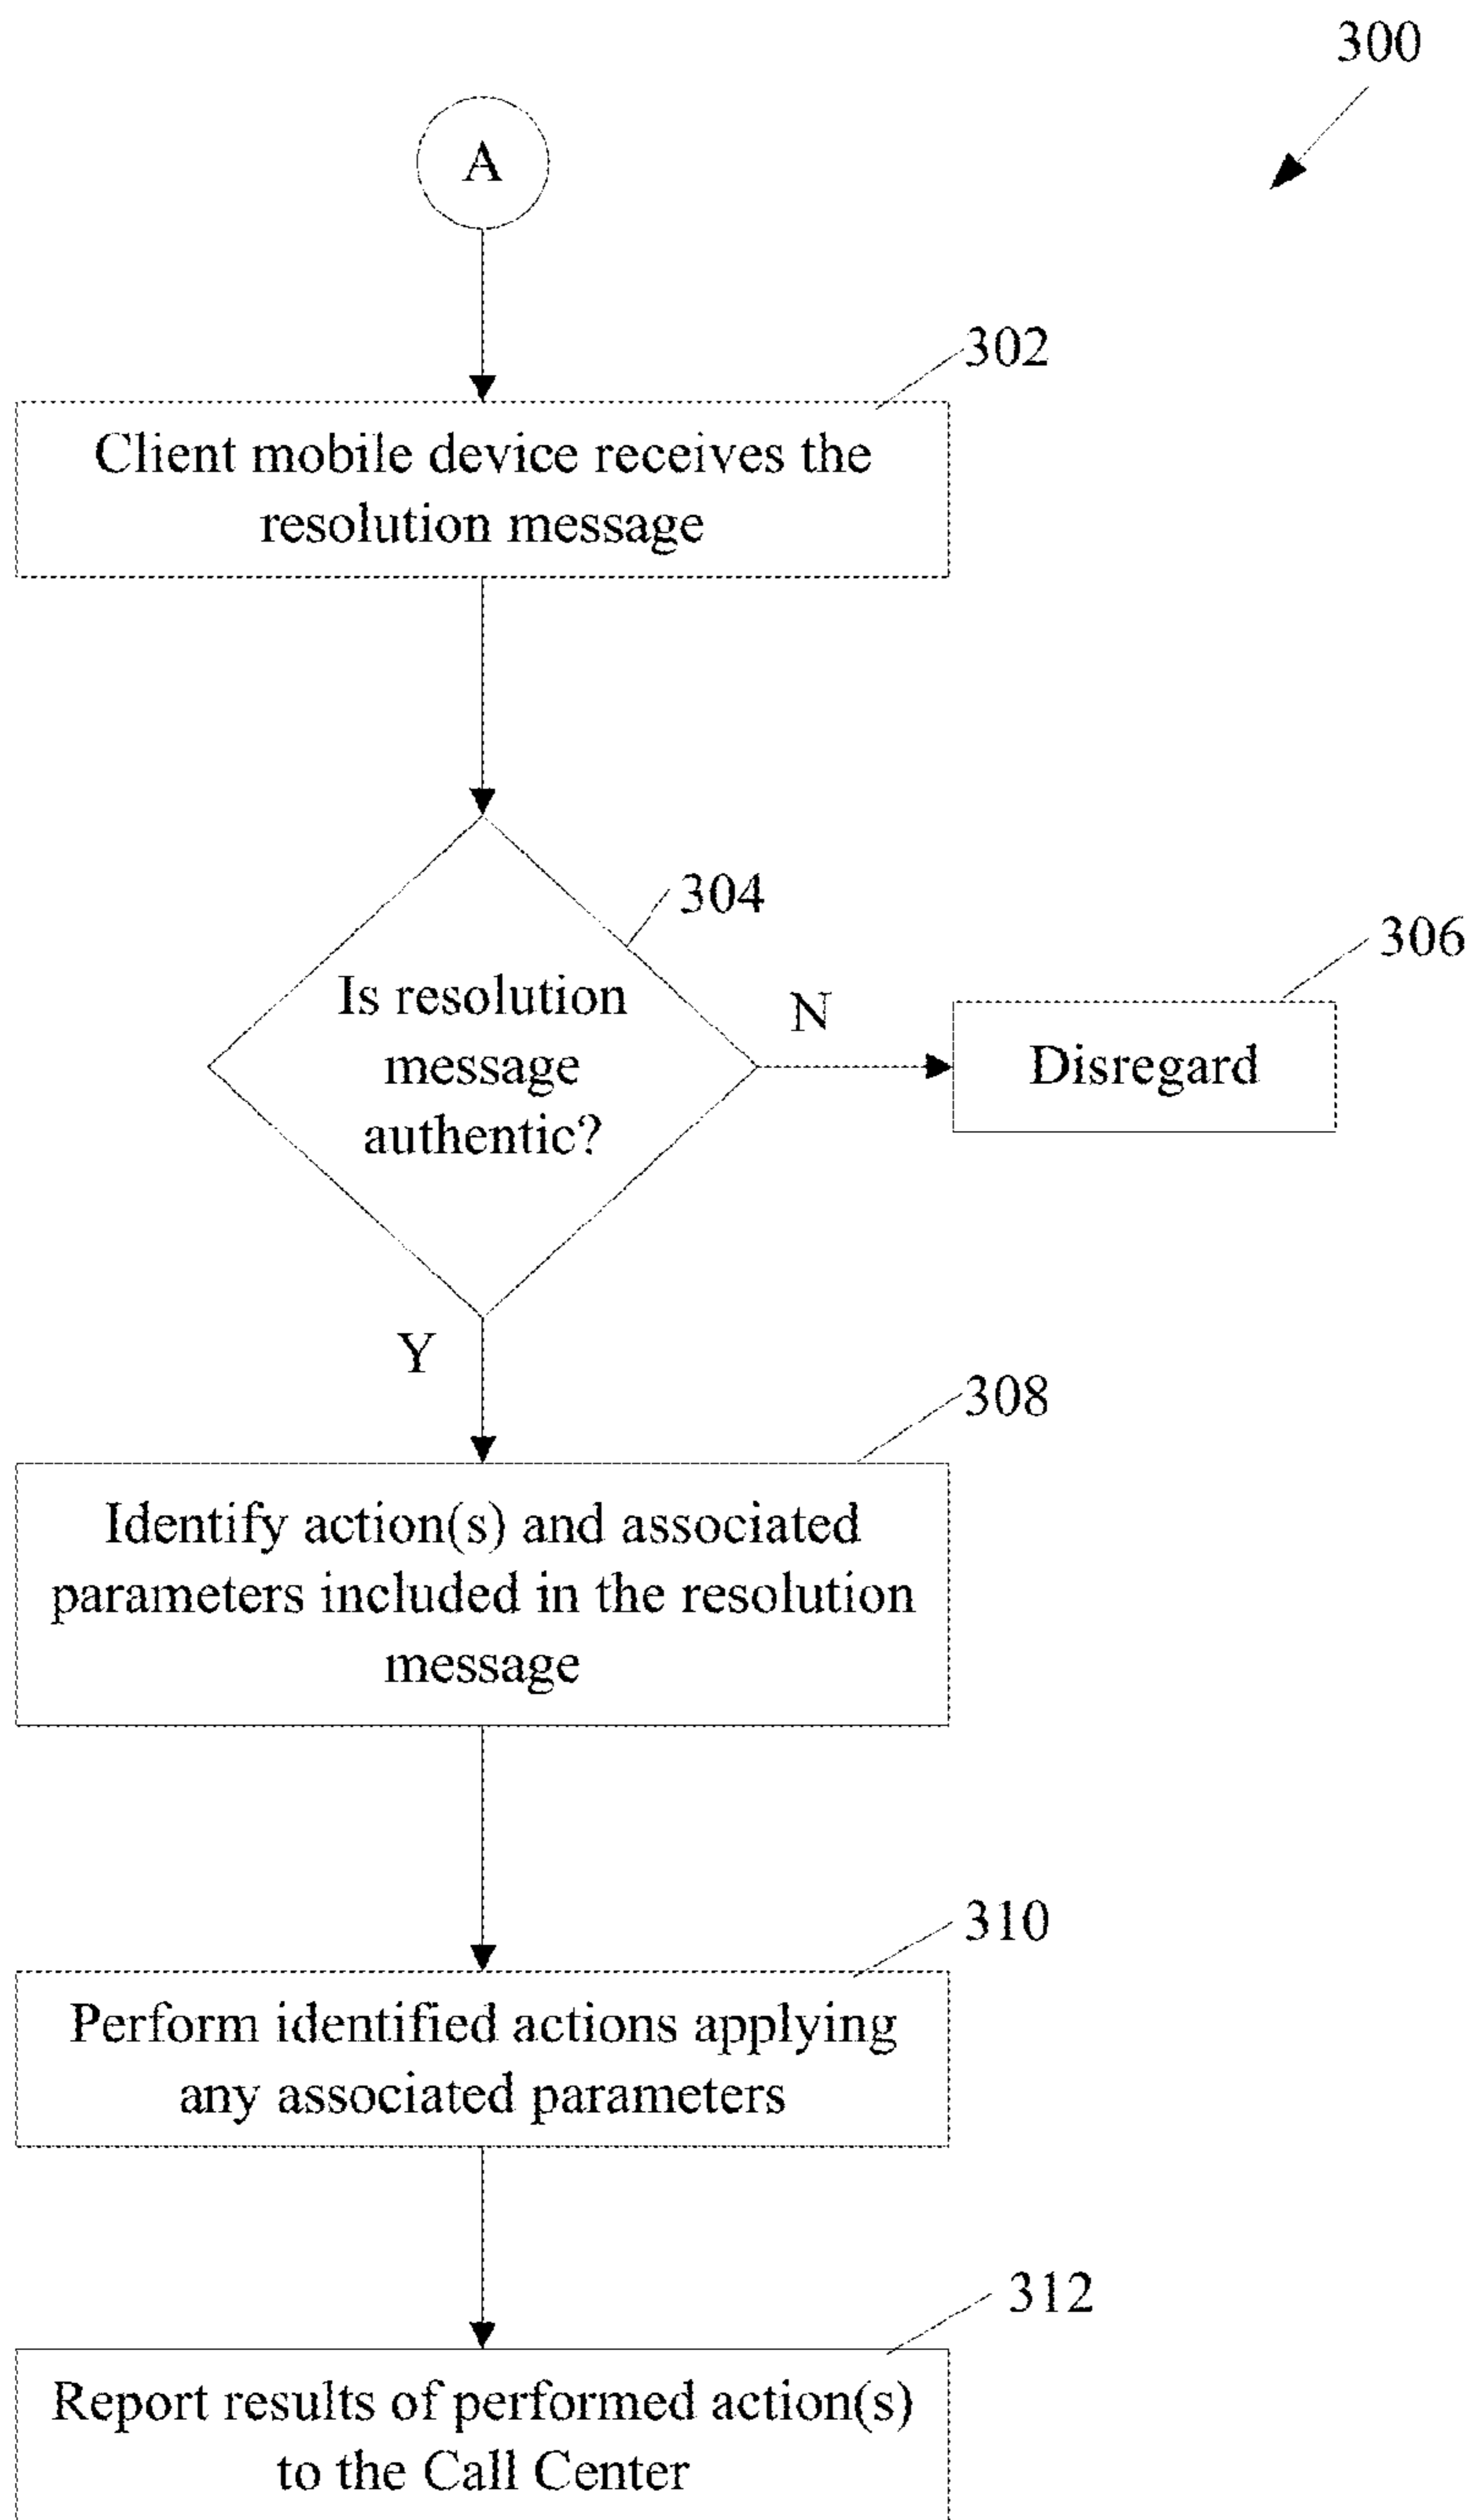 300
A
302
Client mobile device receives the
resolution message
304
306
Is resolution
message
authentic?
N
Disregard
Y
308
Identify action(s) and associated
parameters included in the resolution
message
310
Perform identified actions applying
any associated parameters
312
Report results of performed action(s)
to the Call Center